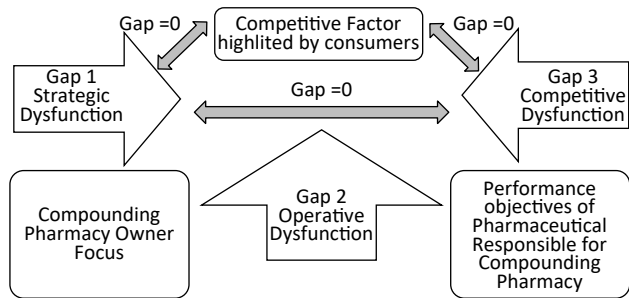 Gap =0
Competitive Factor
highlited by consumers
Gap =0
Gap 1
Strategic
Dysfunction
Gap =0
Gap 3
Competitive
Dysfunction
Compounding
Pharmacy Owner
Focus
Gap 2
Operative
Dysfunction
Performance
objectives of
Pharmaceutical
Responsible for
Compounding
Pharmacy